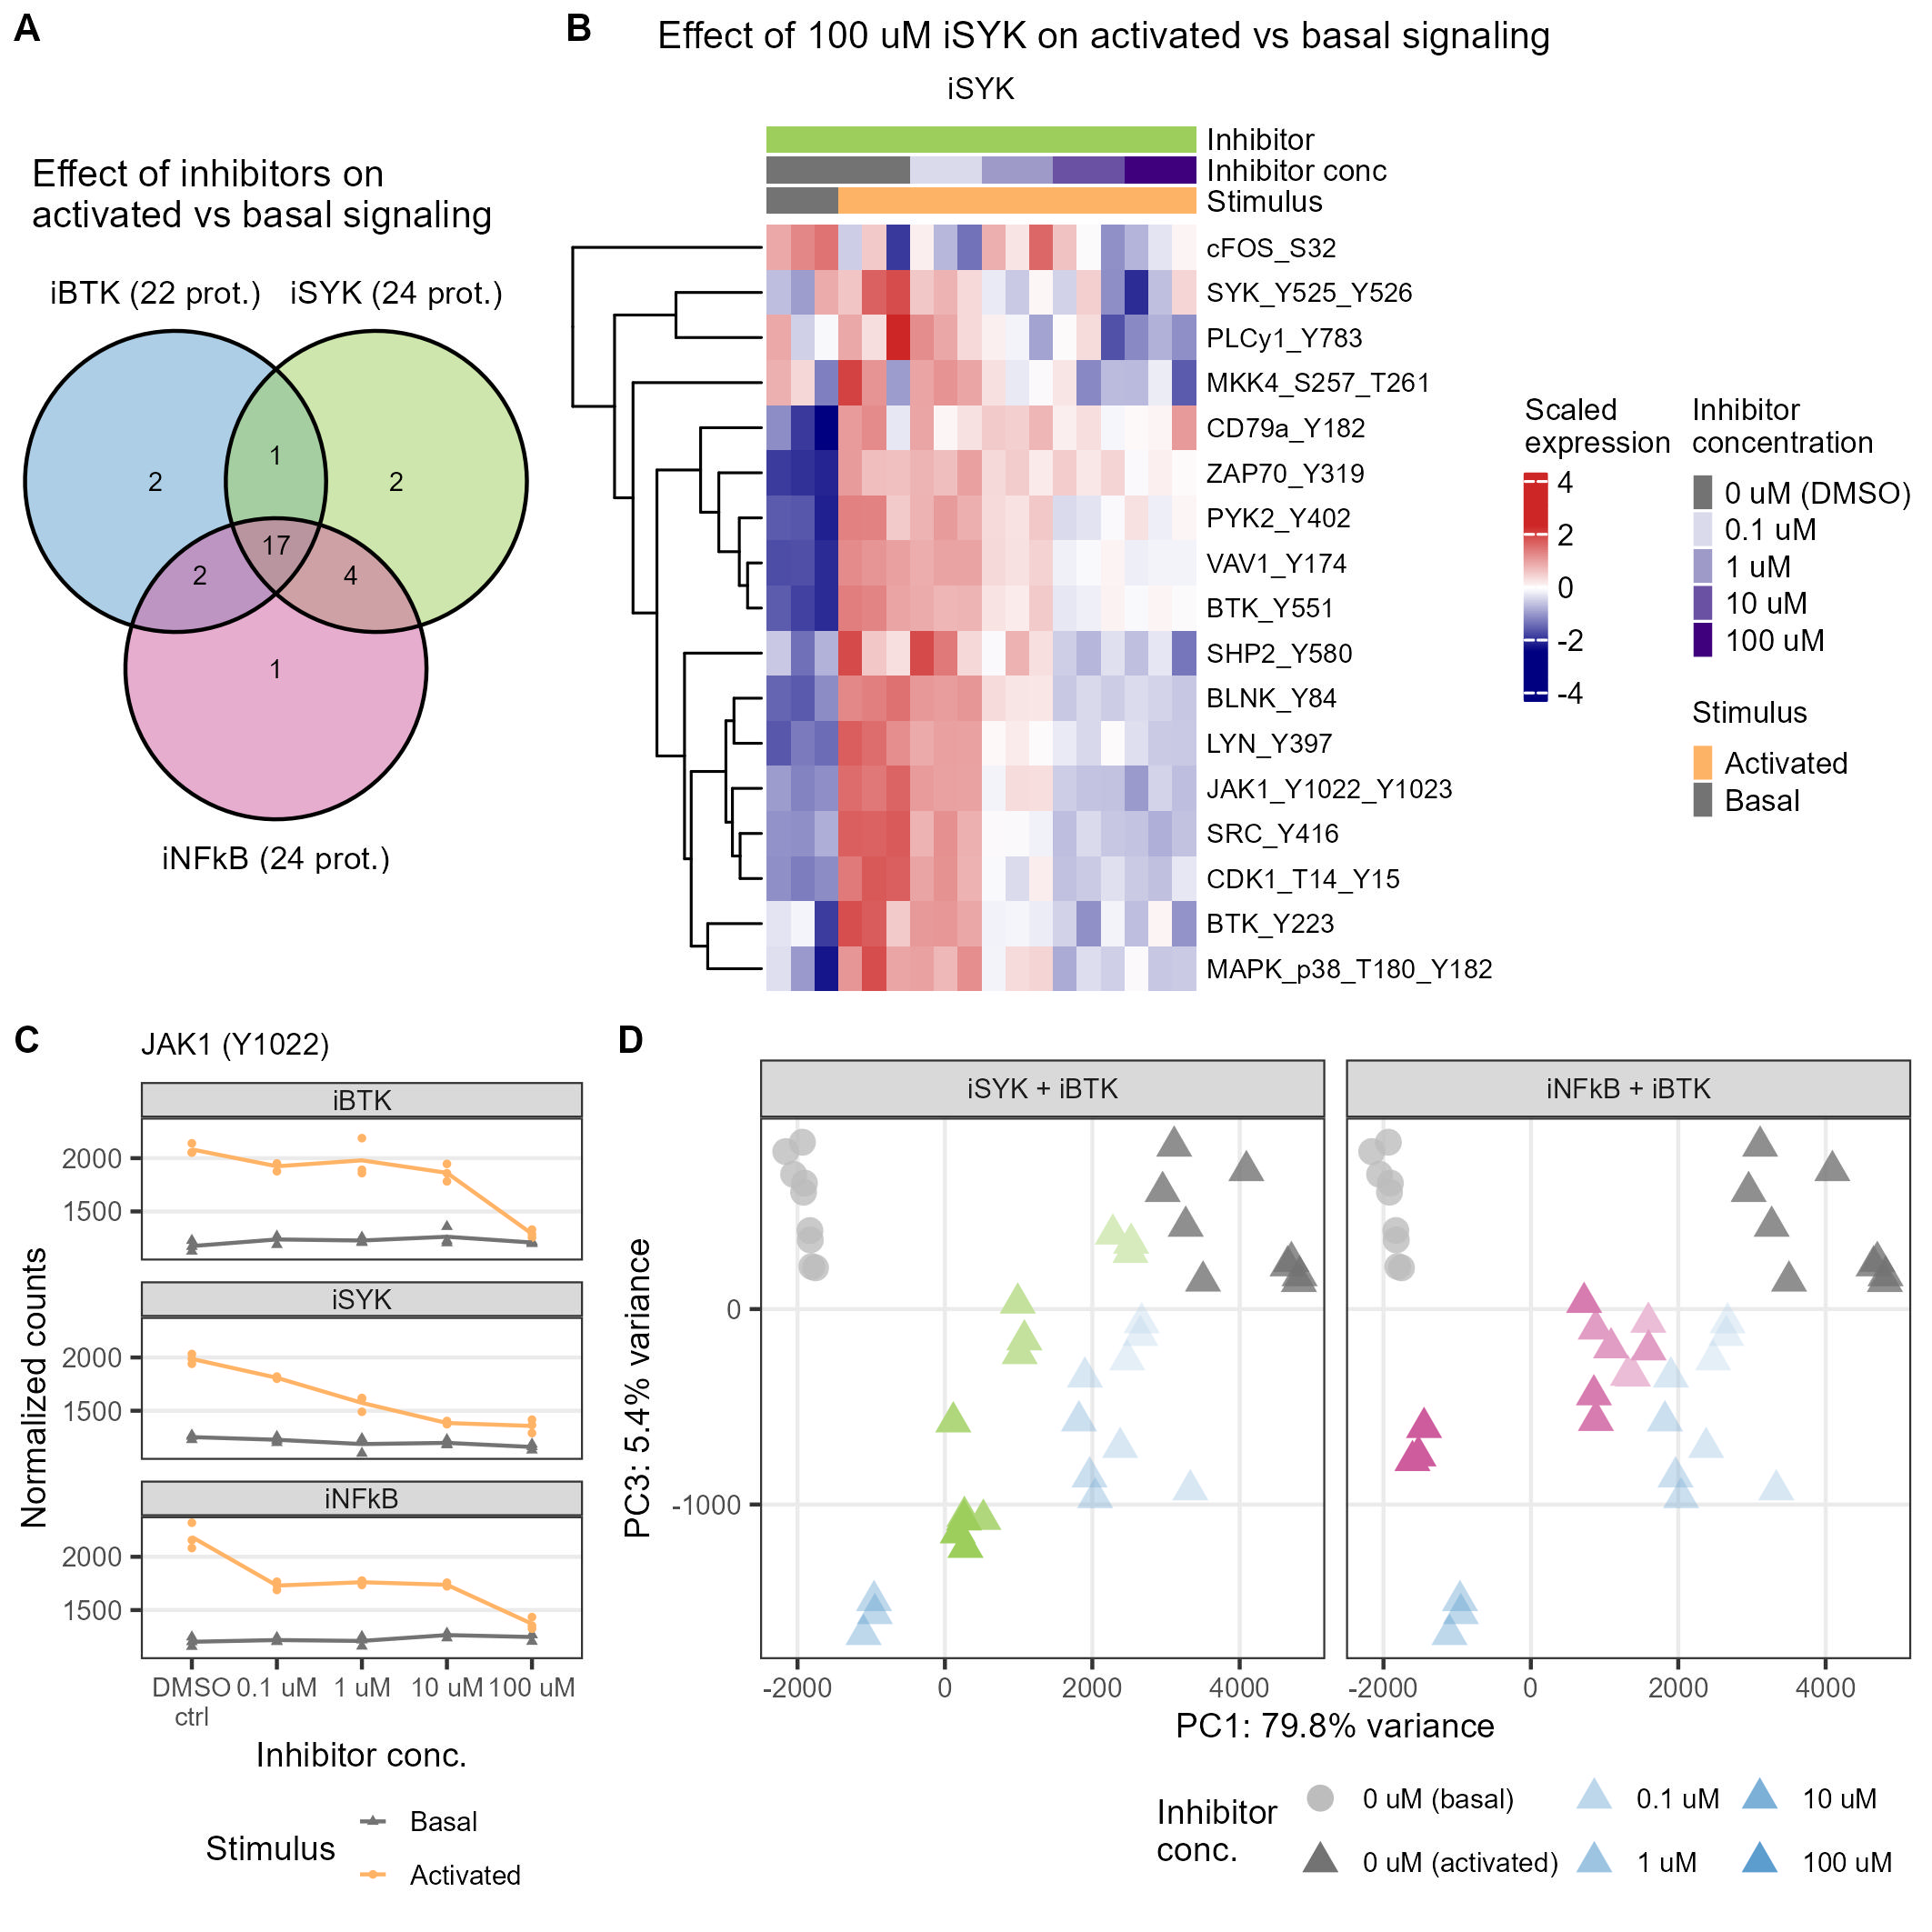 A
Effect of inhibitors on
activated vs basal signaling
iBTK (22 prot.)
iSYK (24 prot.)
1
2
2
17
2
4
1
iNFkB (24 prot.)
B
Effect of 100 uM iSYK on activated vs basal signaling
iSYK
Inhibitor
Inhibitor conc
Stimulus
cFOS_S32
SYK_Y525_Y526
PLCy1_Y783
MKK4_S257_T261
CD79a_Y182
ZAP70_Y319
PYK2_Y402
VAV1_Y174
BTK_Y551
SHP2_Y580
BLNK_Y84
LYN_Y397
JAK1_Y1022_Y1023
SRC_Y416
CDK1_T14_Y15
BTK_Y223
MAPK_p38_T180_Y182
Scaled
expression
4
2
0
-2
-4
Inhibitor
concentration
0 uM (DMSO)
0.1 uM
1 uM
10 uM
100 uM
Stimulus
Activated
Basal
C
JAK1 (Y1022)
Normalized counts
iBTK
2000
1500
iSYK
2000
1500
iNFkB
2000
1500
DMSO
ctrl
0.1 uM
1 uM
10 uM
100 uM
Inhibitor conc.
Stimulus
Basal
Activated
D
iSYK + iBTK
iNFkB + iBTK
PC3: 5.4% variance
0
-1000
-2000
0
2000
4000
-2000
0
2000
4000
PC1: 79.8% variance
Inhibitor
conc.
0 uM (basal)
0 uM (activated)
0.1 uM
1 uM
10 uM
100 uM